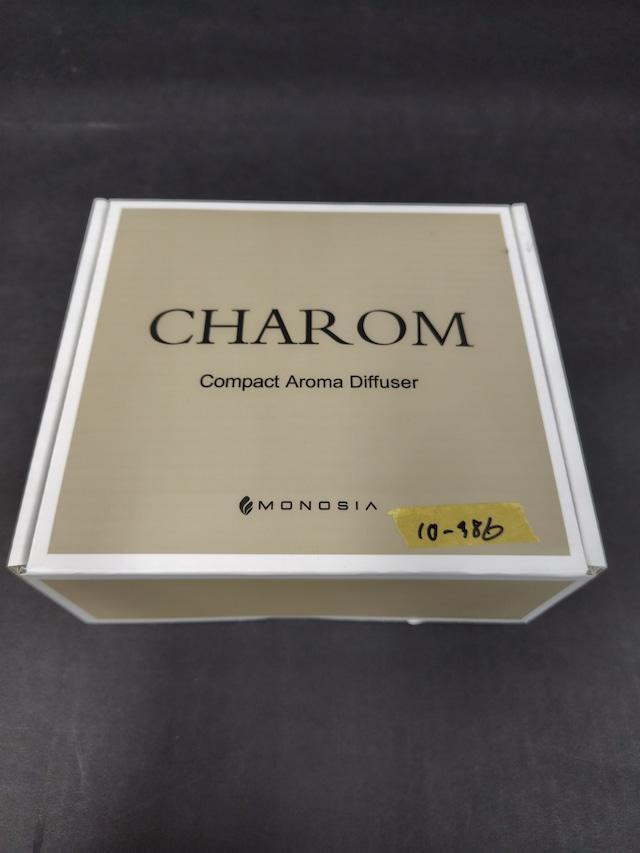 CHAROM
Compact Aroma Diffuser
MONOSIA
10-986